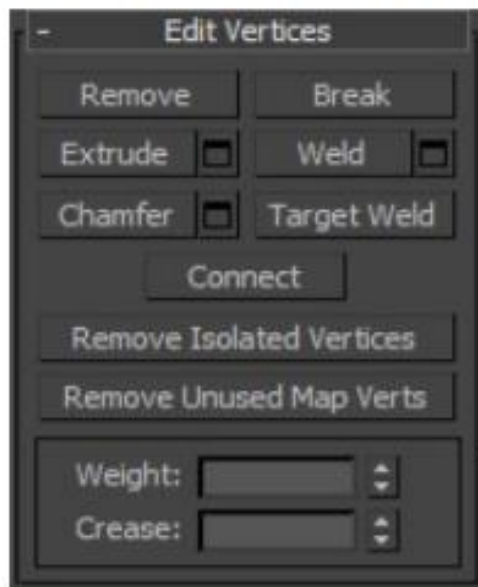 - Edit Vertices
Remove Break
Extrude Weld
Chamfer Target Weld
Connect
Remove Isolated Vertices
Remove Unused Map Verts
Weight:
Crease: